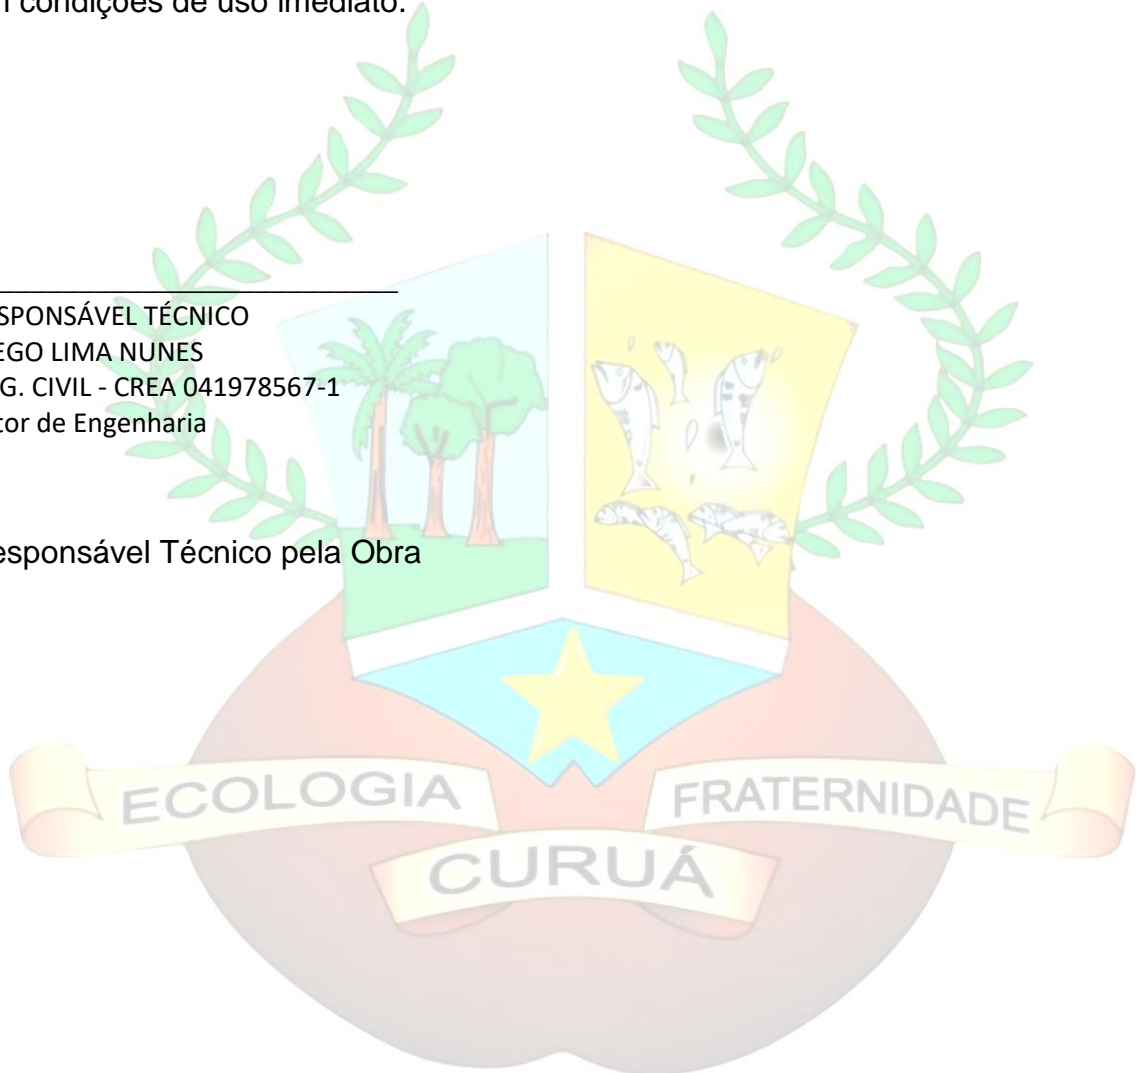 m condições de uso imediato.
SPONSÁVEL TÉCNICO
EGO LIMA NUNES
G. CIVIL - CREA 041978567-1
tor de Engenharia
esponsável Técnico pela Obra
ECOLOGIA
FRATERNIDADE
CURUÁ